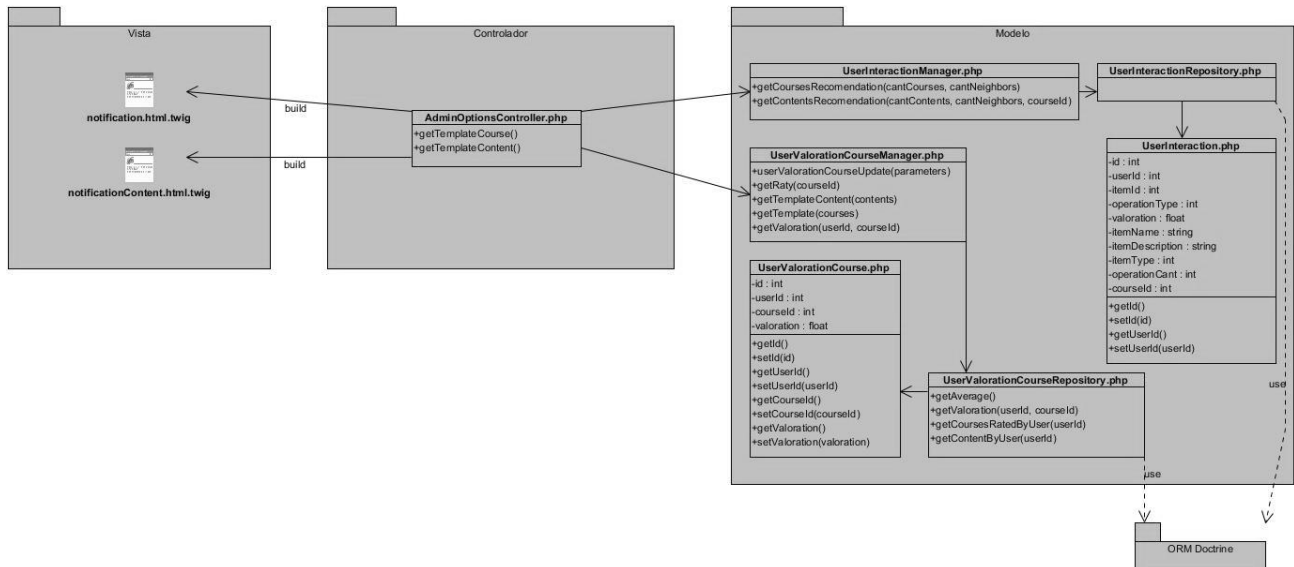 Vista
notification.html.twig
notificationContent.html.twig
build
build
Controlador
AdminOptionsController.php
+getTemplateCourse()
+getTemplateContent()
Modelo
UserInteractionManager.php
+getCoursesRecomendation(cantCourses, cantNeighbors)
+getContentsRecomendation(cantContents, cantNeighbors, courseId)
UserInteractionRepository.php
UserValorationCourseManager.php
+userValorationCourseUpdate(parameters)
+getRaty(courseId)
+getTemplateContent(contents)
+getTemplate(courses)
+getValoration(userId, courseId)
UserInteraction.php
-id : int
-userId : int
-itemId : int
-operationType : int
-valoration : float
-itemName : string
-itemDescription : string
-itemType : int
-operationCant : int
-courseId : int
+getId()
+setId(id)
+getUserId()
+setUserId(userId)
UserValorationCourse.php
-id : int
-userId : int
-courseId : int
-valoration : float
+getId()
+setId(id)
+getUserId()
+setUserId(userId)
+getCourseId()
+setCourseId(courseId)
+getValoration()
+setValoration(valoration)
UserValorationCourseRepository.php
+getAverage()
+getValoration(userId, courseId)
+getCoursesRatedByUser(userId)
+getContentByUser(userId)
use
use
ORM Doctrine